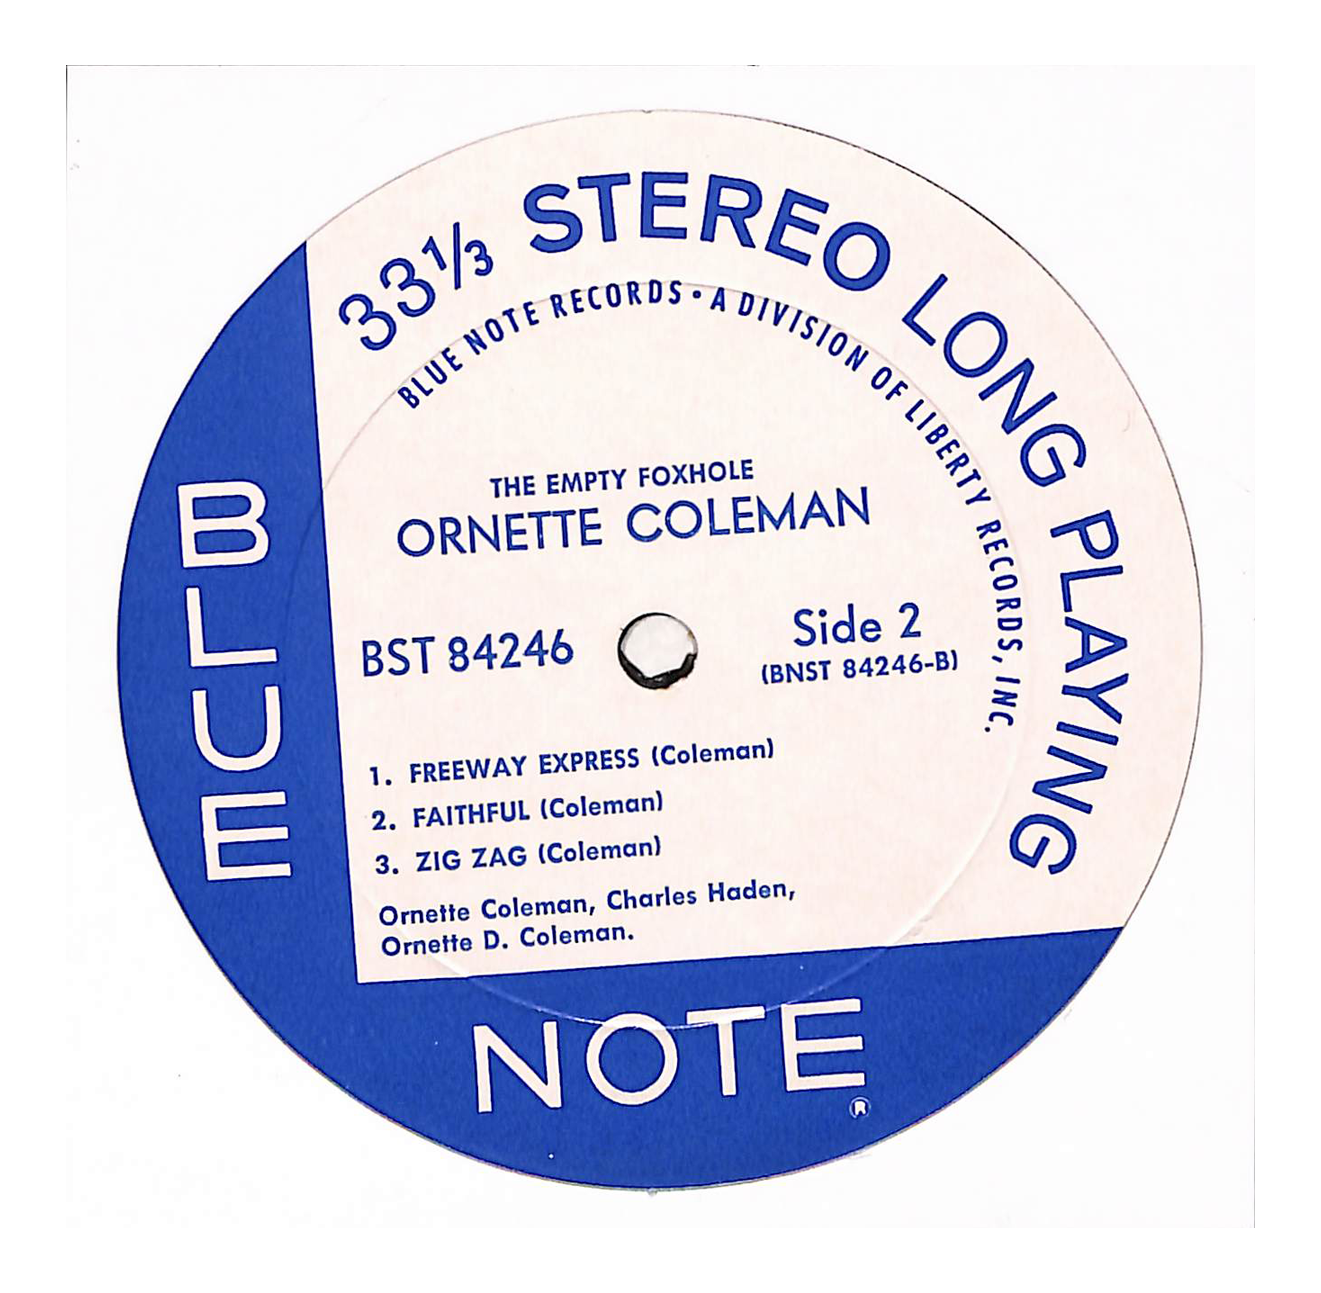 33⅓ STEREO LONG PLAYING
BLUE NOTE RECORDS • A DIVISION OF LIBERTY RECORDS, INC.
THE EMPTY FOXHOLE
ORNETTE COLEMAN
BST 84246
Side 2
(BNST 84246-B)
1. FREEWAY EXPRESS (Coleman)
2. FAITHFUL (Coleman)
3. ZIG ZAG (Coleman)
Ornette Coleman, Charles Haden,
Ornette D. Coleman.
BLUE
NOTE®